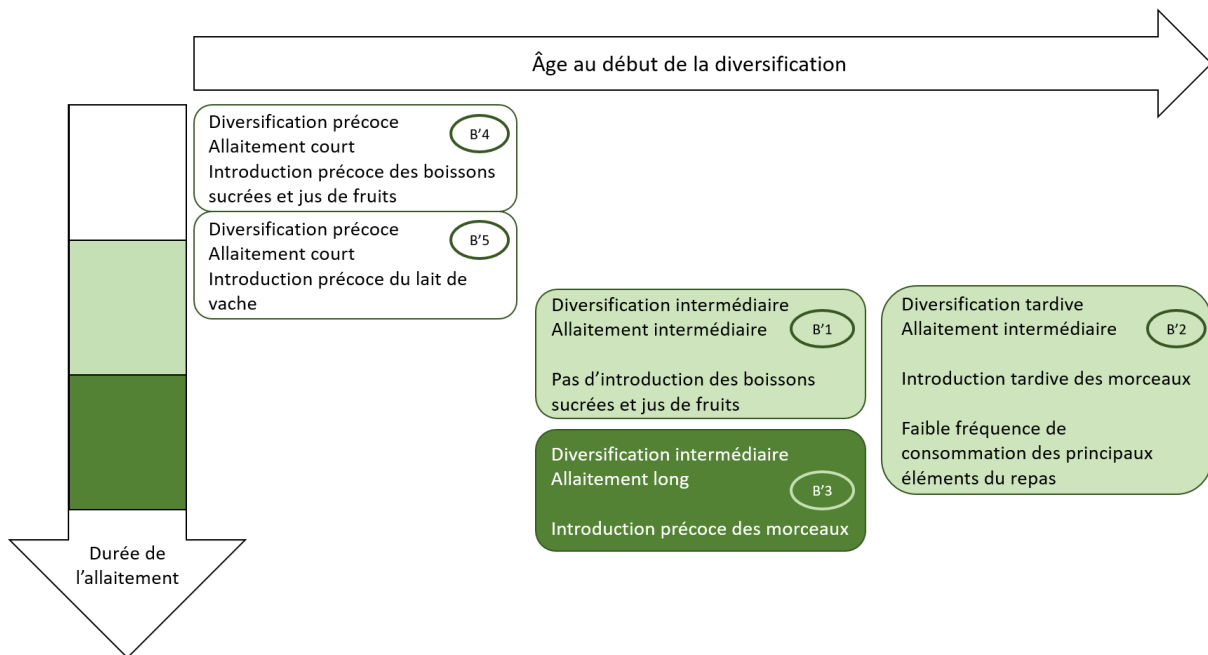 Âge au début de la diversification
Diversification précoce
B’4
Allaitement court
Introduction précoce des boissons
sucrées et jus de fruits
Diversification précoce
B’5
Allaitement court
Introduction précoce du lait de
vache
Diversification intermédiaire
Allaitement intermédiaire
B’1
Pas d’introduction des boissons
sucrées et jus de fruits
Diversification tardive
Allaitement intermédiaire
B’2
Introduction tardive des morceaux
Faible fréquence de
consommation des principaux
éléments du repas
Diversification intermédiaire
Allaitement long
B’3
Introduction précoce des morceaux
Durée de
l’allaitement